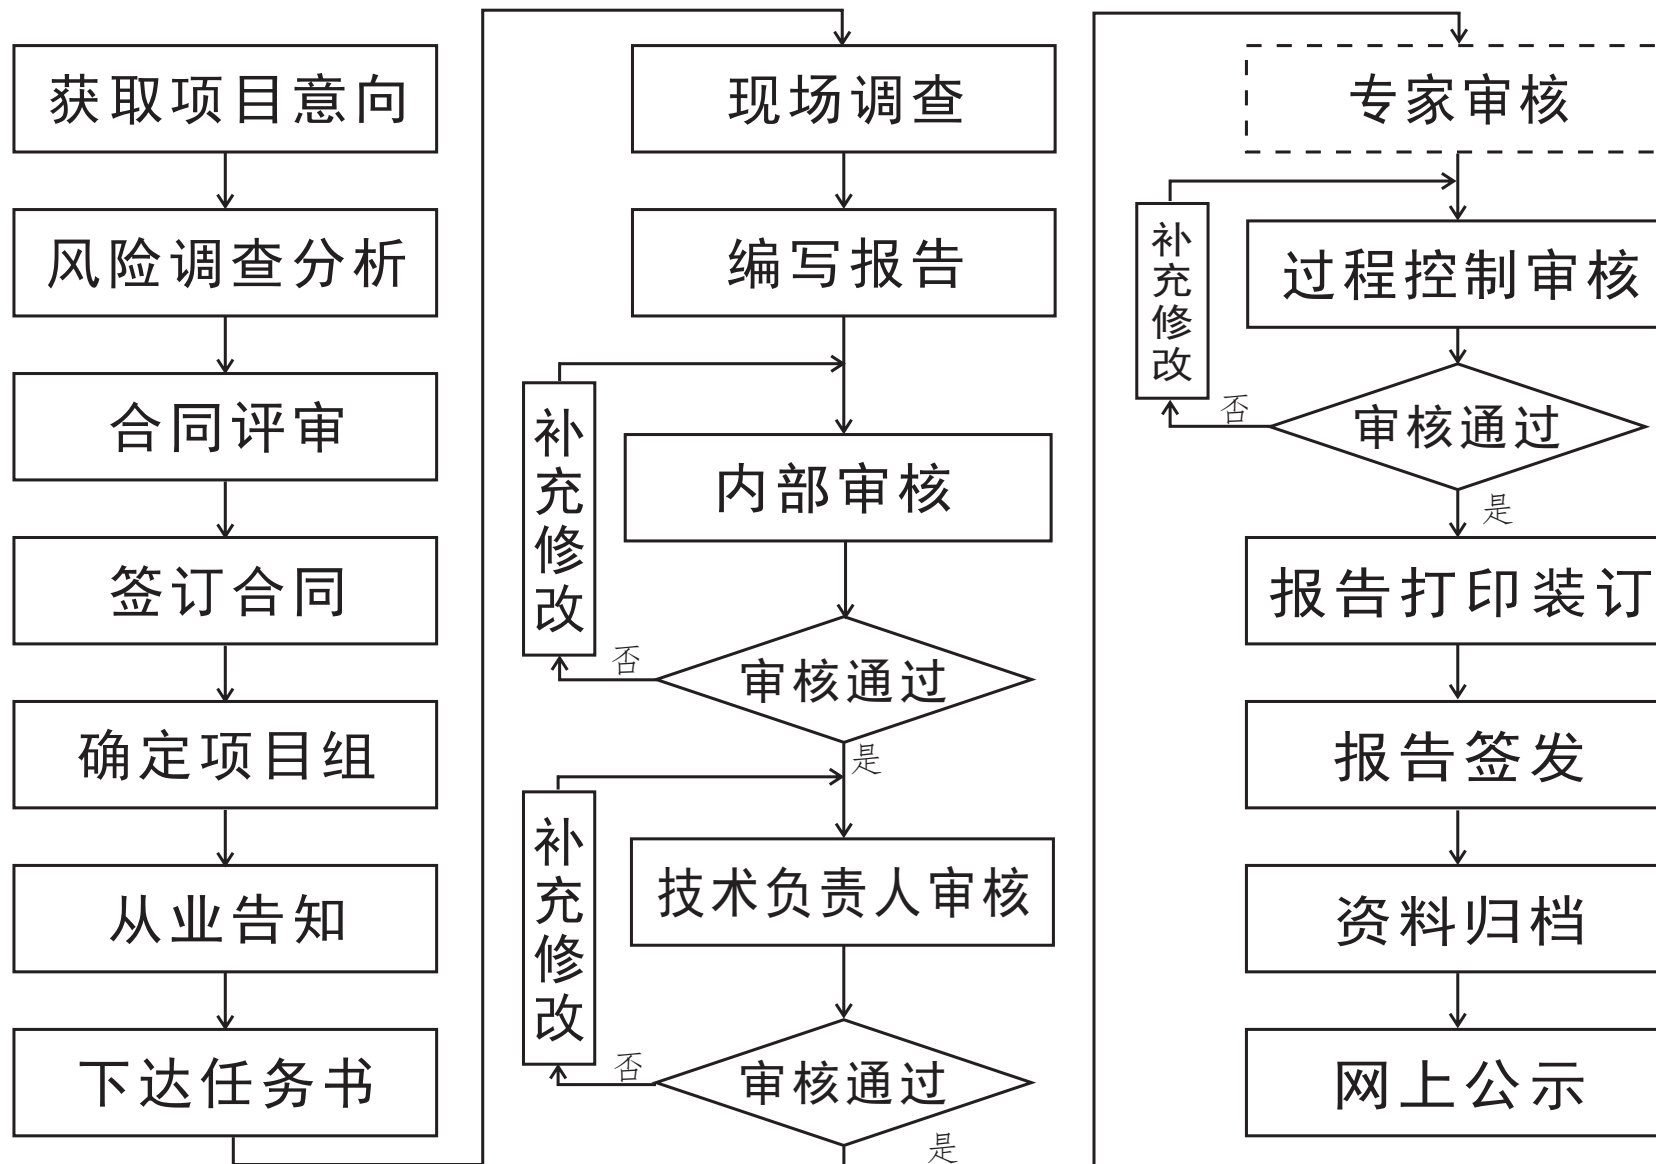 获取项目意向
风险调查分析
合同评审
签订合同
确定项目组
从业告知
下达任务书
现场调查
编写报告
补充修改
内部审核
否
审核通过
是
补充修改
技术负责人审核
否
审核通过
是
专家审核
补充修改
过程控制审核
否
审核通过
是
报告打印装订
报告签发
资料归档
网上公示